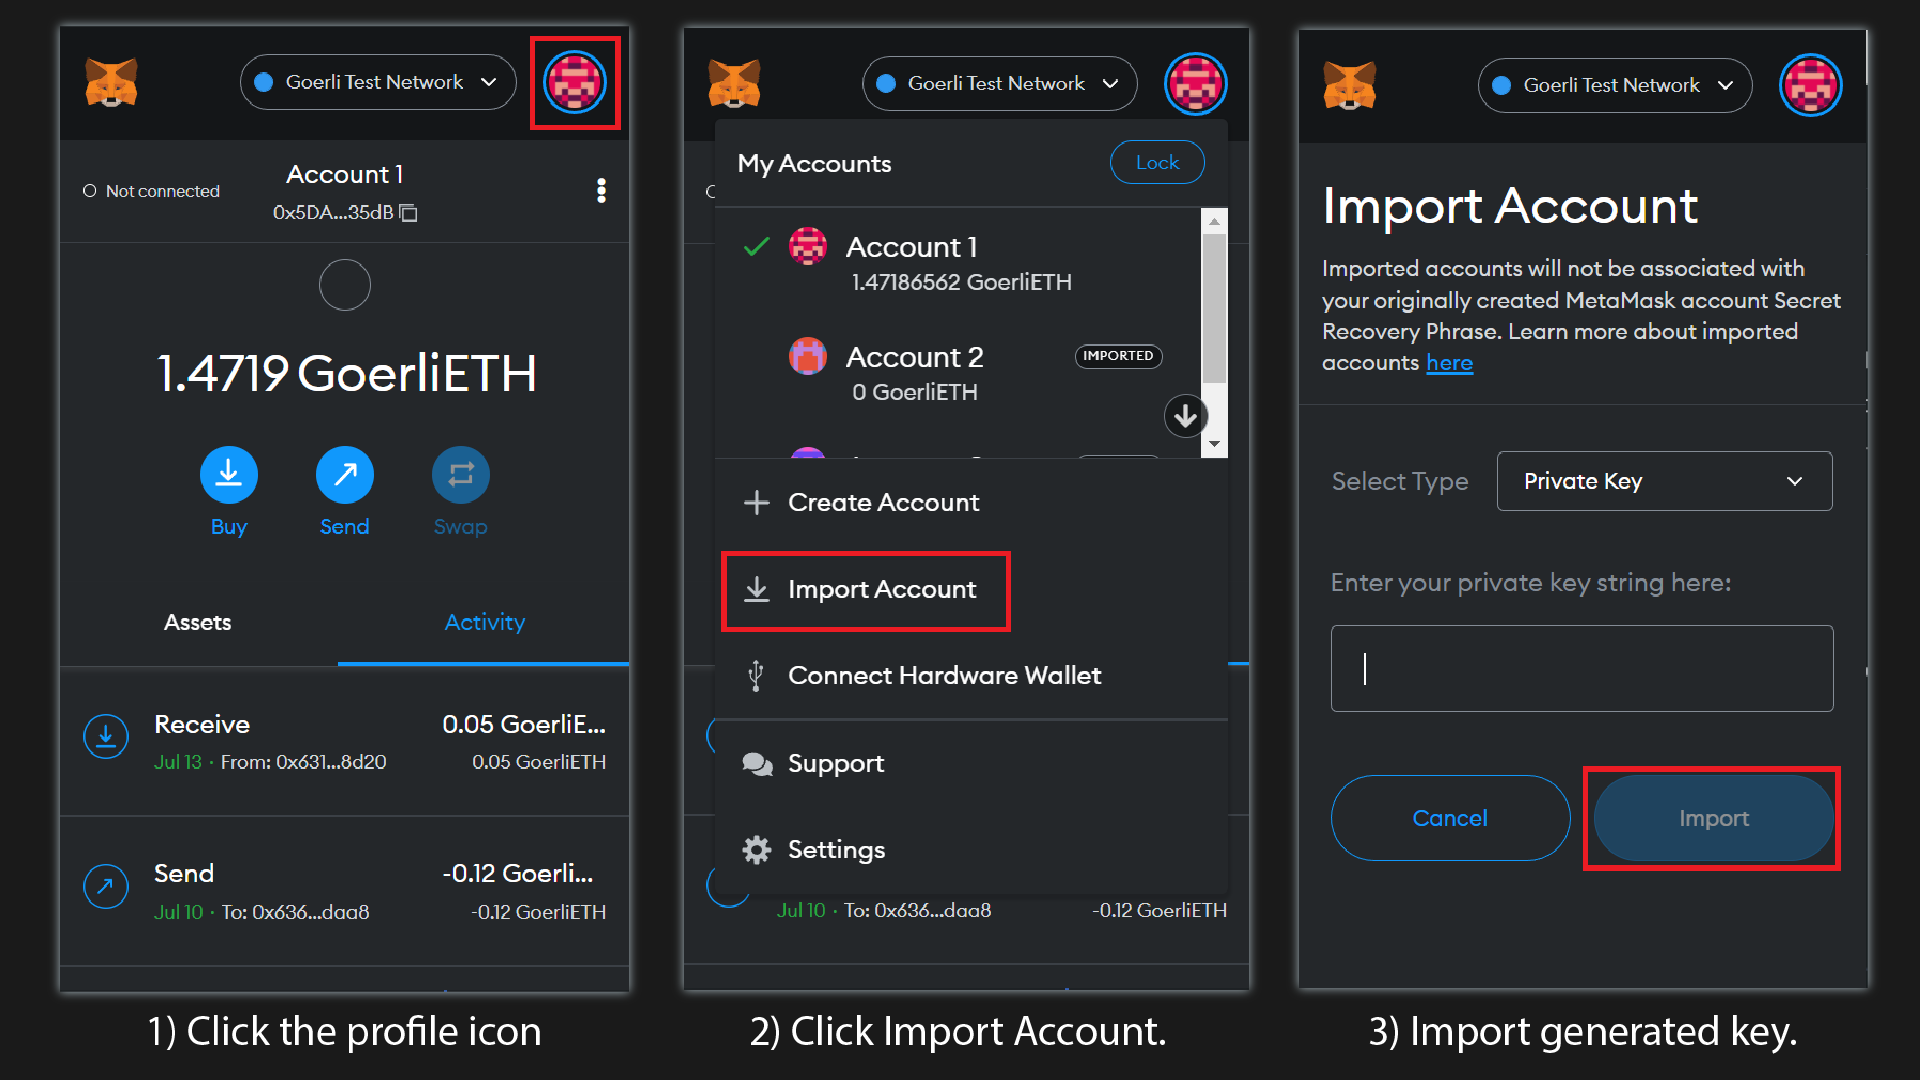 Goerli Test Network
Not connected
Account 1
0x5DA...35dB
1.4719 GoerliETH
Buy
Send
Swap
Assets
Activity
Receive
0.05 GoerliE...
Jul 13 · From: 0x631...8d20
0.05 GoerliETH
Send
-0.12 Goerli...
Jul 10 · To: 0x636...daa8
-0.12 GoerliETH
1) Click the profile icon
Goerli Test Network
My Accounts
Lock
Account 1
1.47186562 GoerliETH
Account 2
IMPORTED
0 GoerliETH
Create Account
Import Account
Connect Hardware Wallet
Support
Settings
Jul 10 · To: 0x636...daa8
-0.12 GoerliETH
2) Click Import Account.
Goerli Test Network
Import Account
Imported accounts will not be associated with
your originally created MetaMask account Secret
Recovery Phrase. Learn more about imported
accounts here
Select Type
Private Key
Enter your private key string here:
Cancel
Import
3) Import generated key.